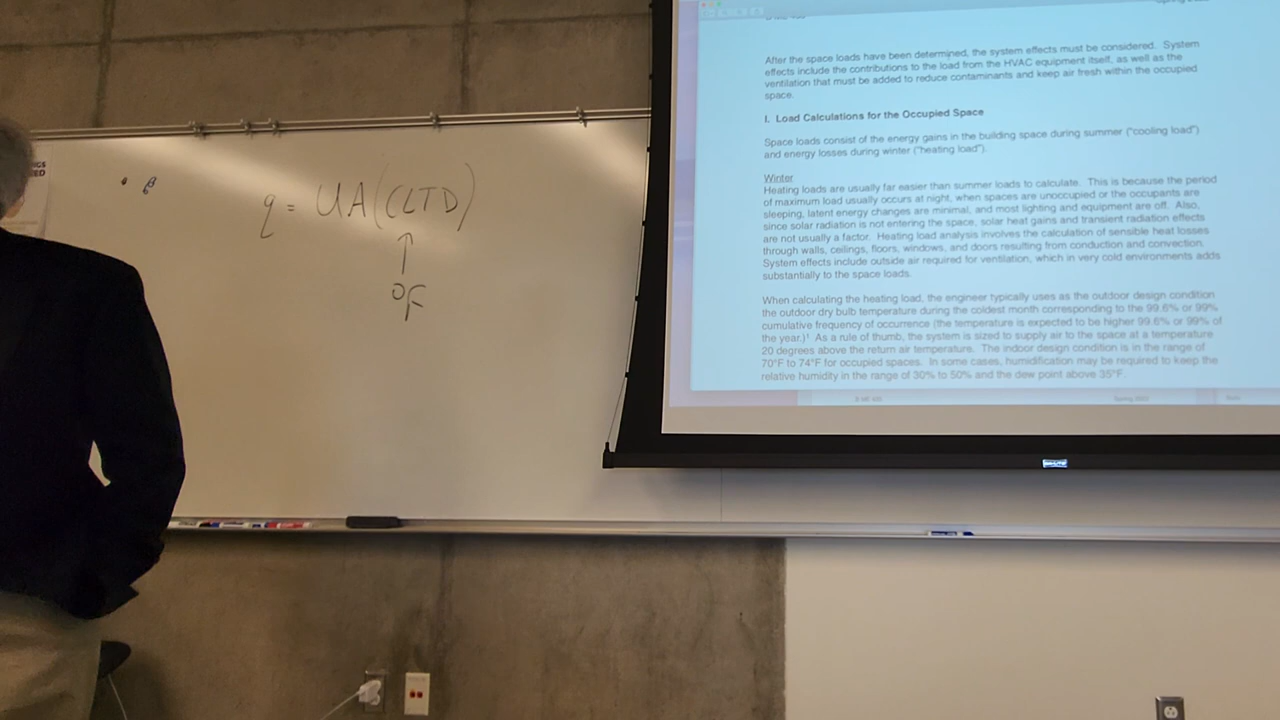 q = UA(CLTD)
↑
°F
After the space loads have been determined, the system effects must be considered. System
effects include the contributions to the load from the HVAC equipment itself, as well as the
ventilation that must be added to reduce contaminants and keep air fresh within the occupied
space.
I. Load Calculations for the Occupied Space
Space loads consist of the energy gains in the building space during summer ("cooling load")
and energy losses during winter ("heating load").
Winter
Heating loads are usually far easier than summer loads to calculate. This is because the period
of maximum load usually occurs at night, when spaces are unoccupied or the occupants are
sleeping, latent energy changes are minimal, and most lighting and equipment are off. Also,
since solar radiation is not entering the space, solar heat gains and transient radiation effects
are not usually a factor. Heating load analysis involves the calculation of sensible heat losses
through walls, ceilings, floors, windows, and doors resulting from conduction and convection.
System effects include outside air required for ventilation, which in very cold environments adds
substantially to the space loads.
When calculating the heating load, the engineer typically uses as the outdoor design condition
the outdoor dry bulb temperature during the coldest month corresponding to the 99.6% or 99%
cumulative frequency of occurrence (the temperature is expected to be higher 99.6% or 99% of
the year.)¹ As a rule of thumb, the system is sized to supply air to the space at a temperature
20 degrees above the return air temperature. The indoor design condition is in the range of
70°F to 74°F for occupied spaces. In some cases, humidification may be required to keep the
relative humidity in the range of 30% to 50% and the dew point above 35°F.